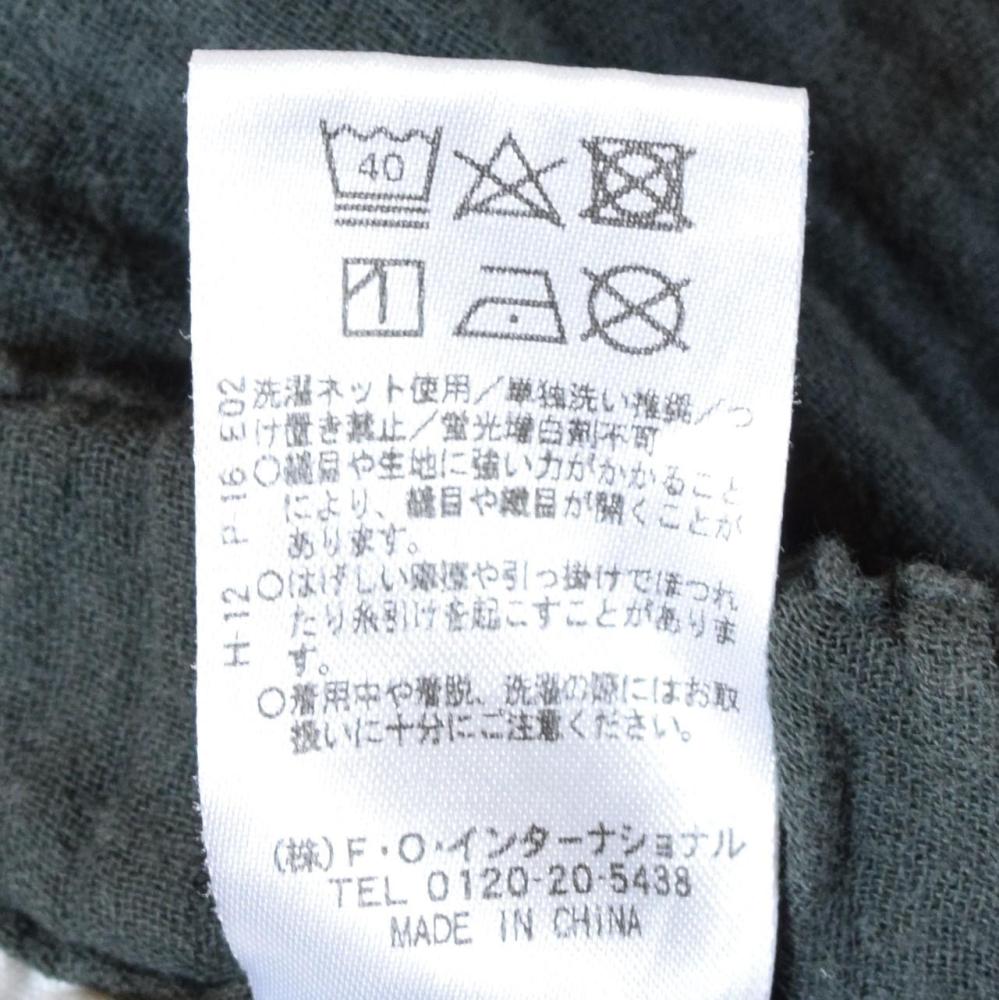 40
洗濯ネット使用/単独洗い推奨/つ
け置き禁止/蛍光増白剤不可
○縫目や生地に強い力がかかること
により、縫目や織目が開くことが
あります。
○はげしい摩擦や引っ掛けでほつれ
たり糸引けを起こすことがありま
す。
○着用中や着脱、洗濯の際にはお取
扱いに十分にご注意ください。
H-12 P-16 E02
(株)F・O・インターナショナル
TEL 0120-20-5438
MADE IN CHINA